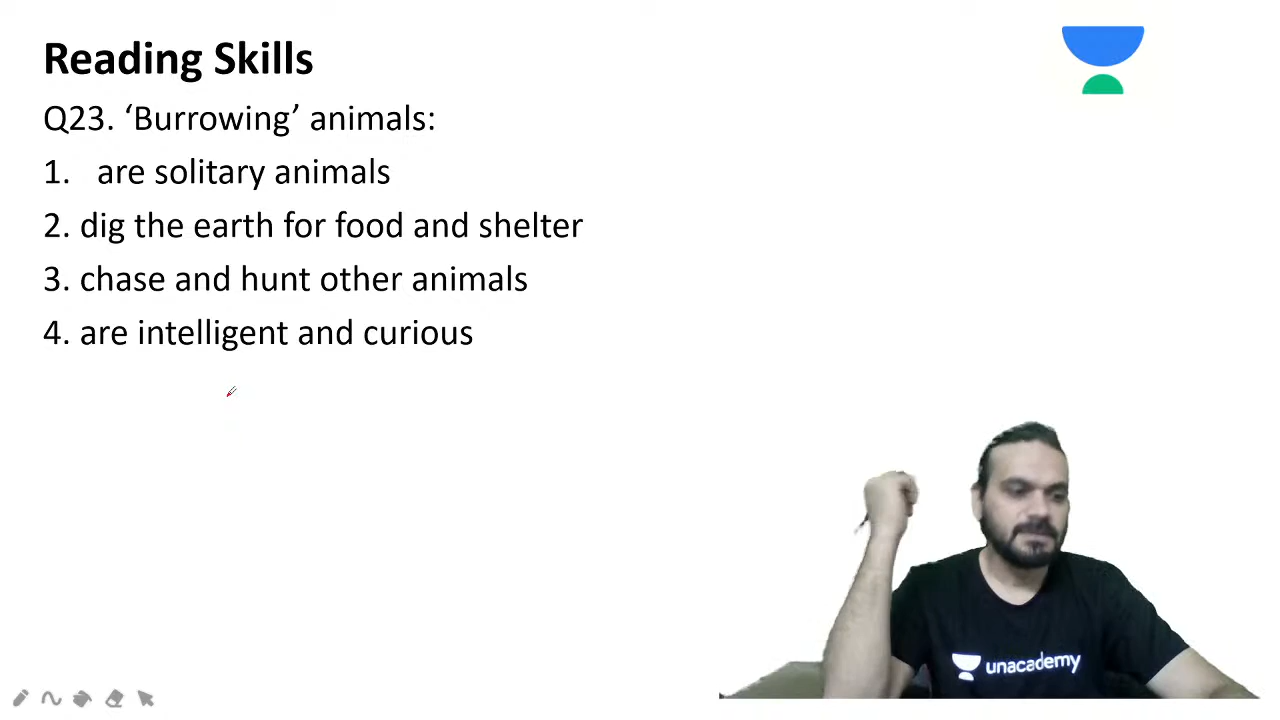 Reading Skills
Q23. ‘Burrowing’ animals:
1. are solitary animals
2. dig the earth for food and shelter
3. chase and hunt other animals
4. are intelligent and curious
unacademy